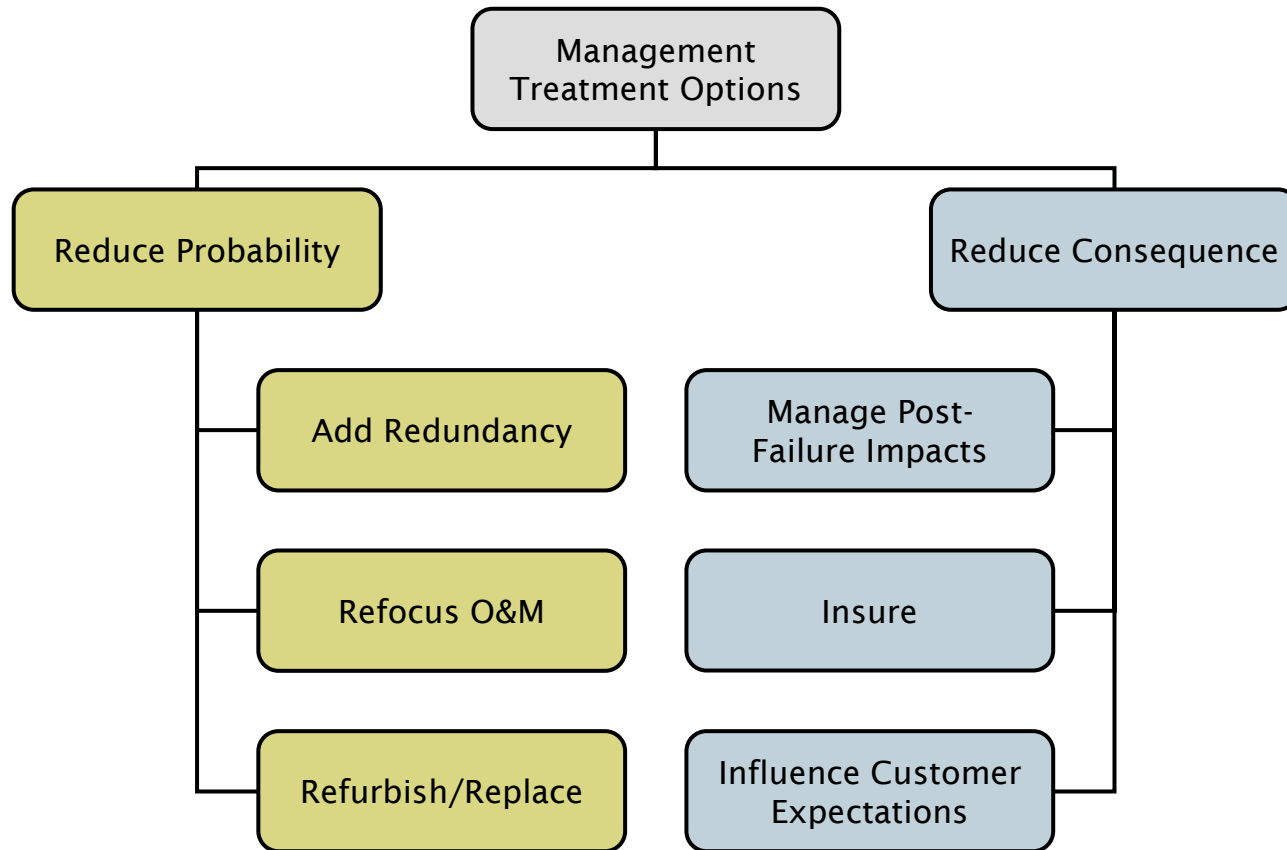 Management
Treatment Options
Reduce Probability
Reduce Consequence
Add Redundancy
Manage Post-
Failure Impacts
Refocus O&M
Insure
Refurbish/Replace
Influence Customer
Expectations